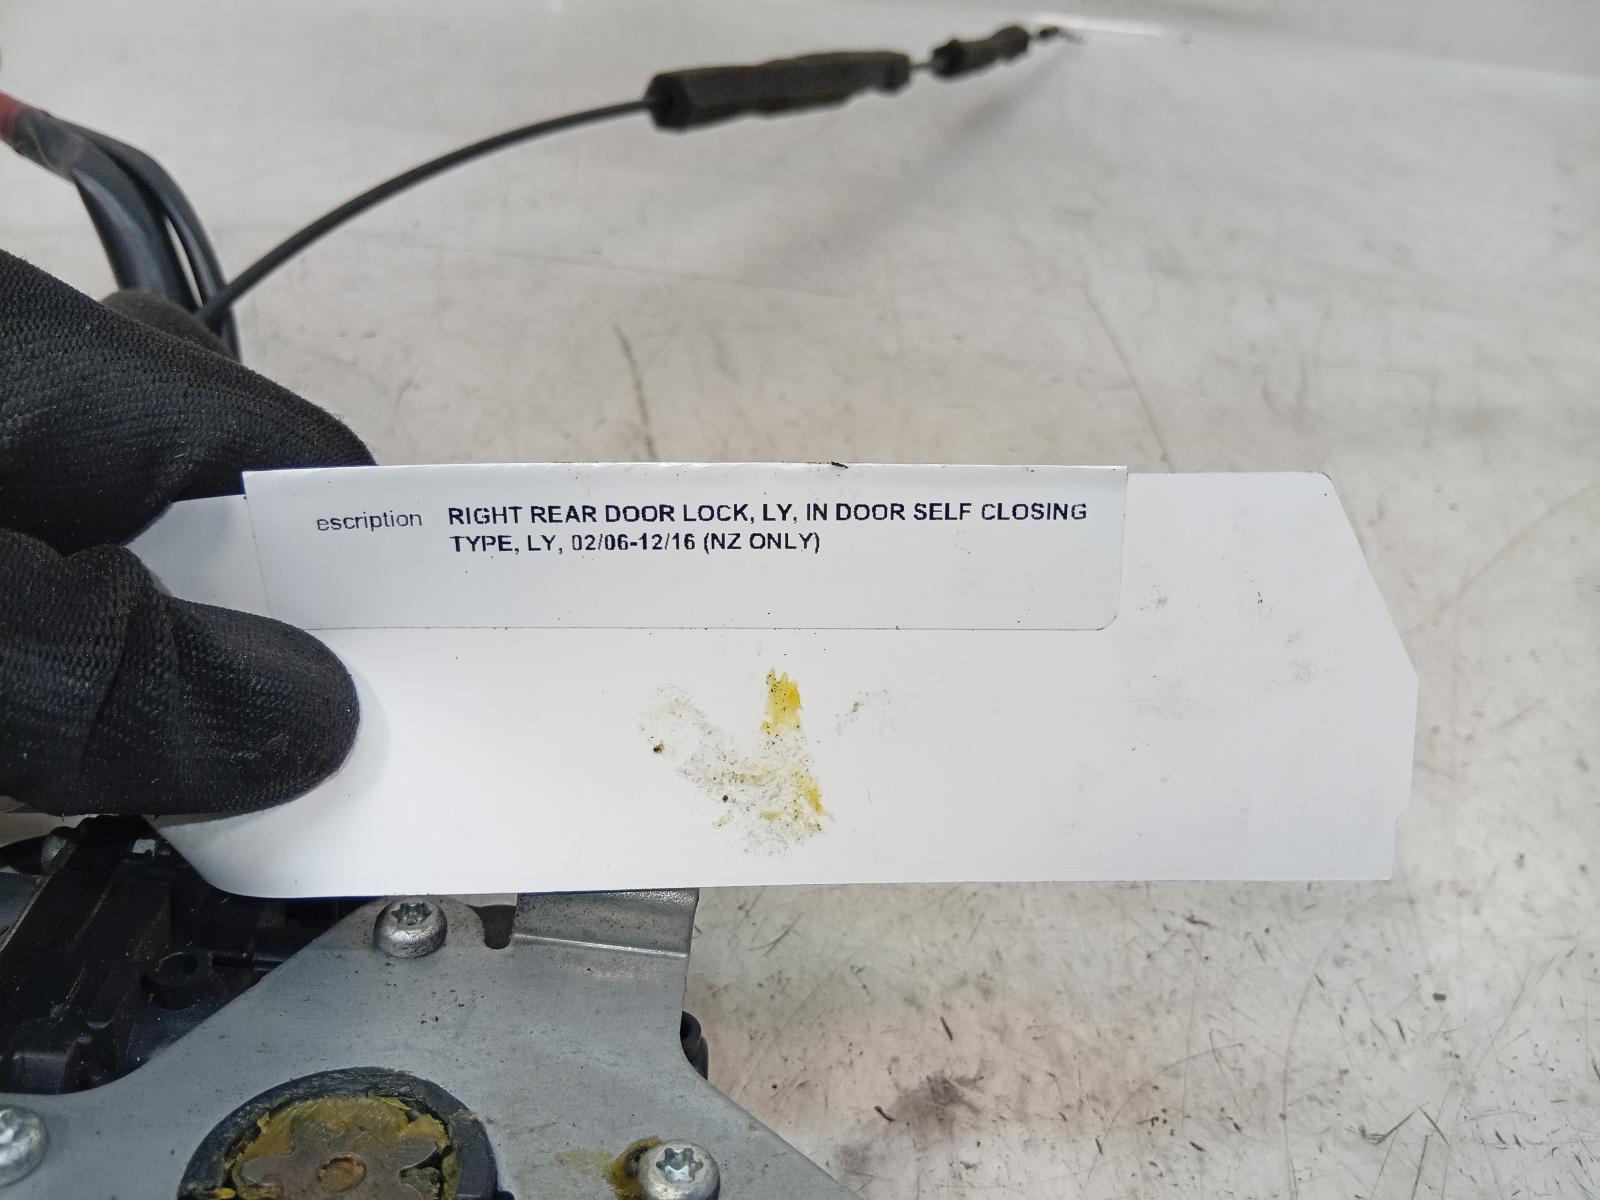 escription RIGHT REAR DOOR LOCK, LY, IN DOOR SELF CLOSING
TYPE, LY, 02/06-12/16 (NZ ONLY)